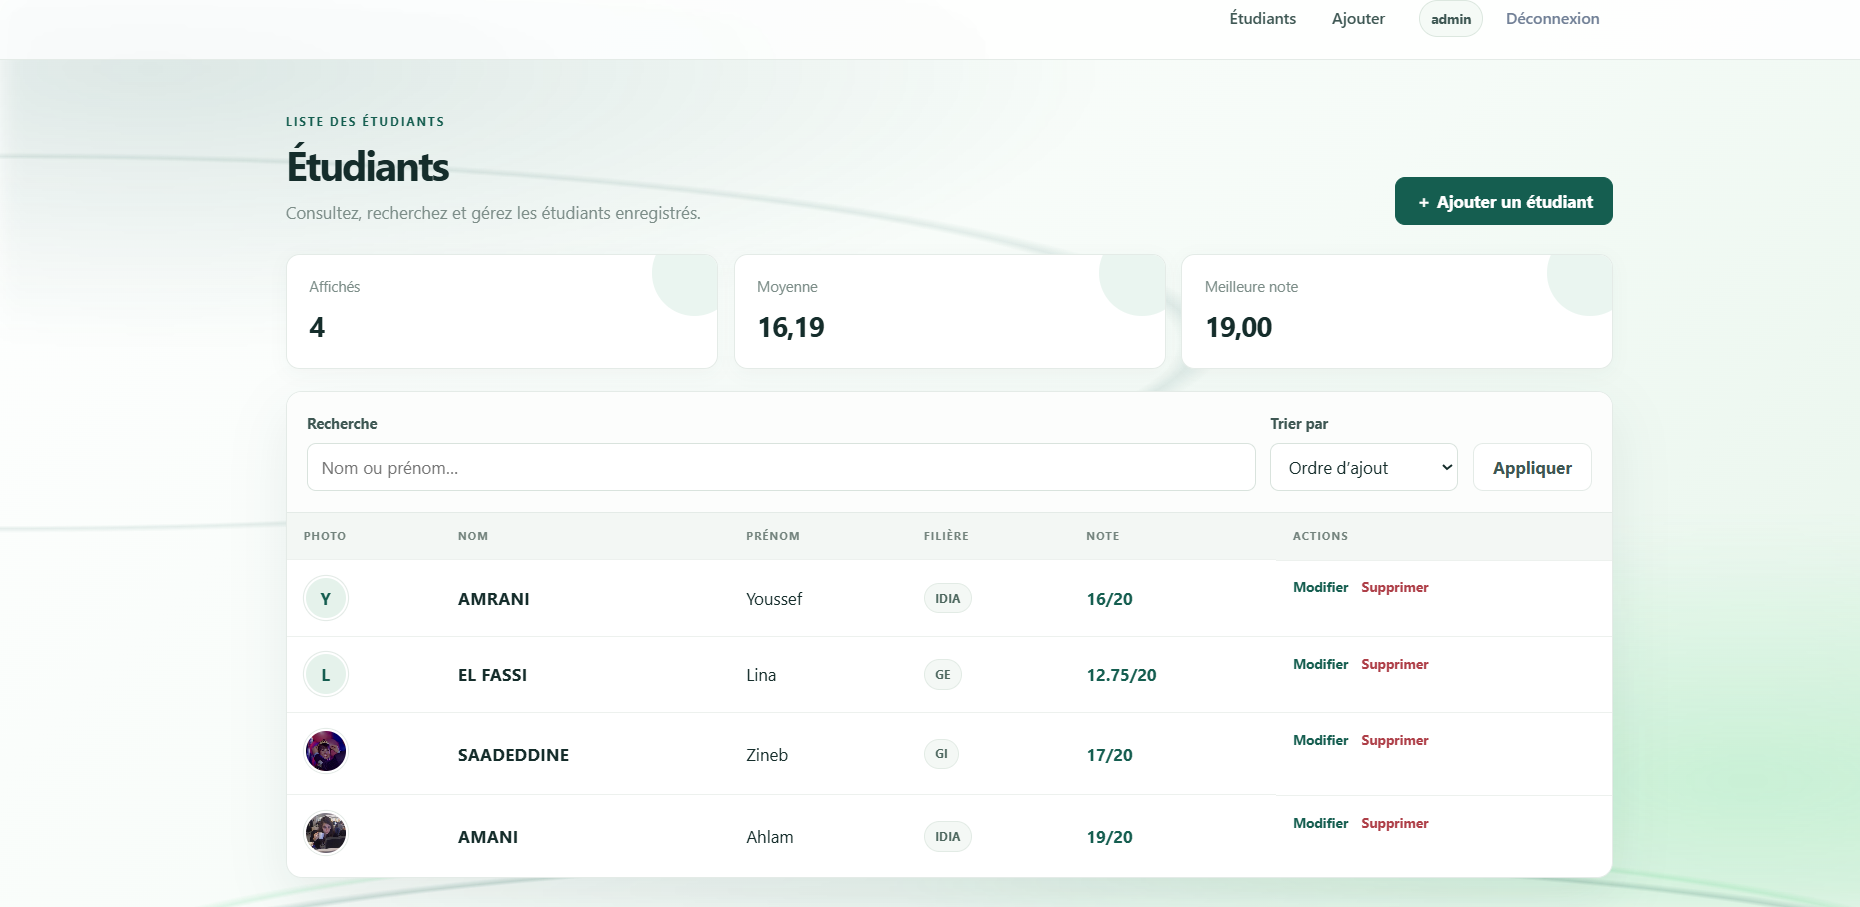 Étudiants Ajouter admin Déconnexion
LISTE DES ÉTUDIANTS
Étudiants
Consultez, recherchez et gérez les étudiants enregistrés.
+ Ajouter un étudiant
Affichés Moyenne Meilleure note
4 16,19 19,00
Recherche Trier par
Nom ou prénom... Ordre d’ajout Appliquer
PHOTO NOM PRÉNOM FILIÈRE NOTE ACTIONS
Y AMRANI Youssef IDIA 16/20 Modifier Supprimer
L EL FASSI Lina GE 12.75/20 Modifier Supprimer
SAADEDDINE Zineb GI 17/20 Modifier Supprimer
AMANI Ahlam IDIA 19/20 Modifier Supprimer